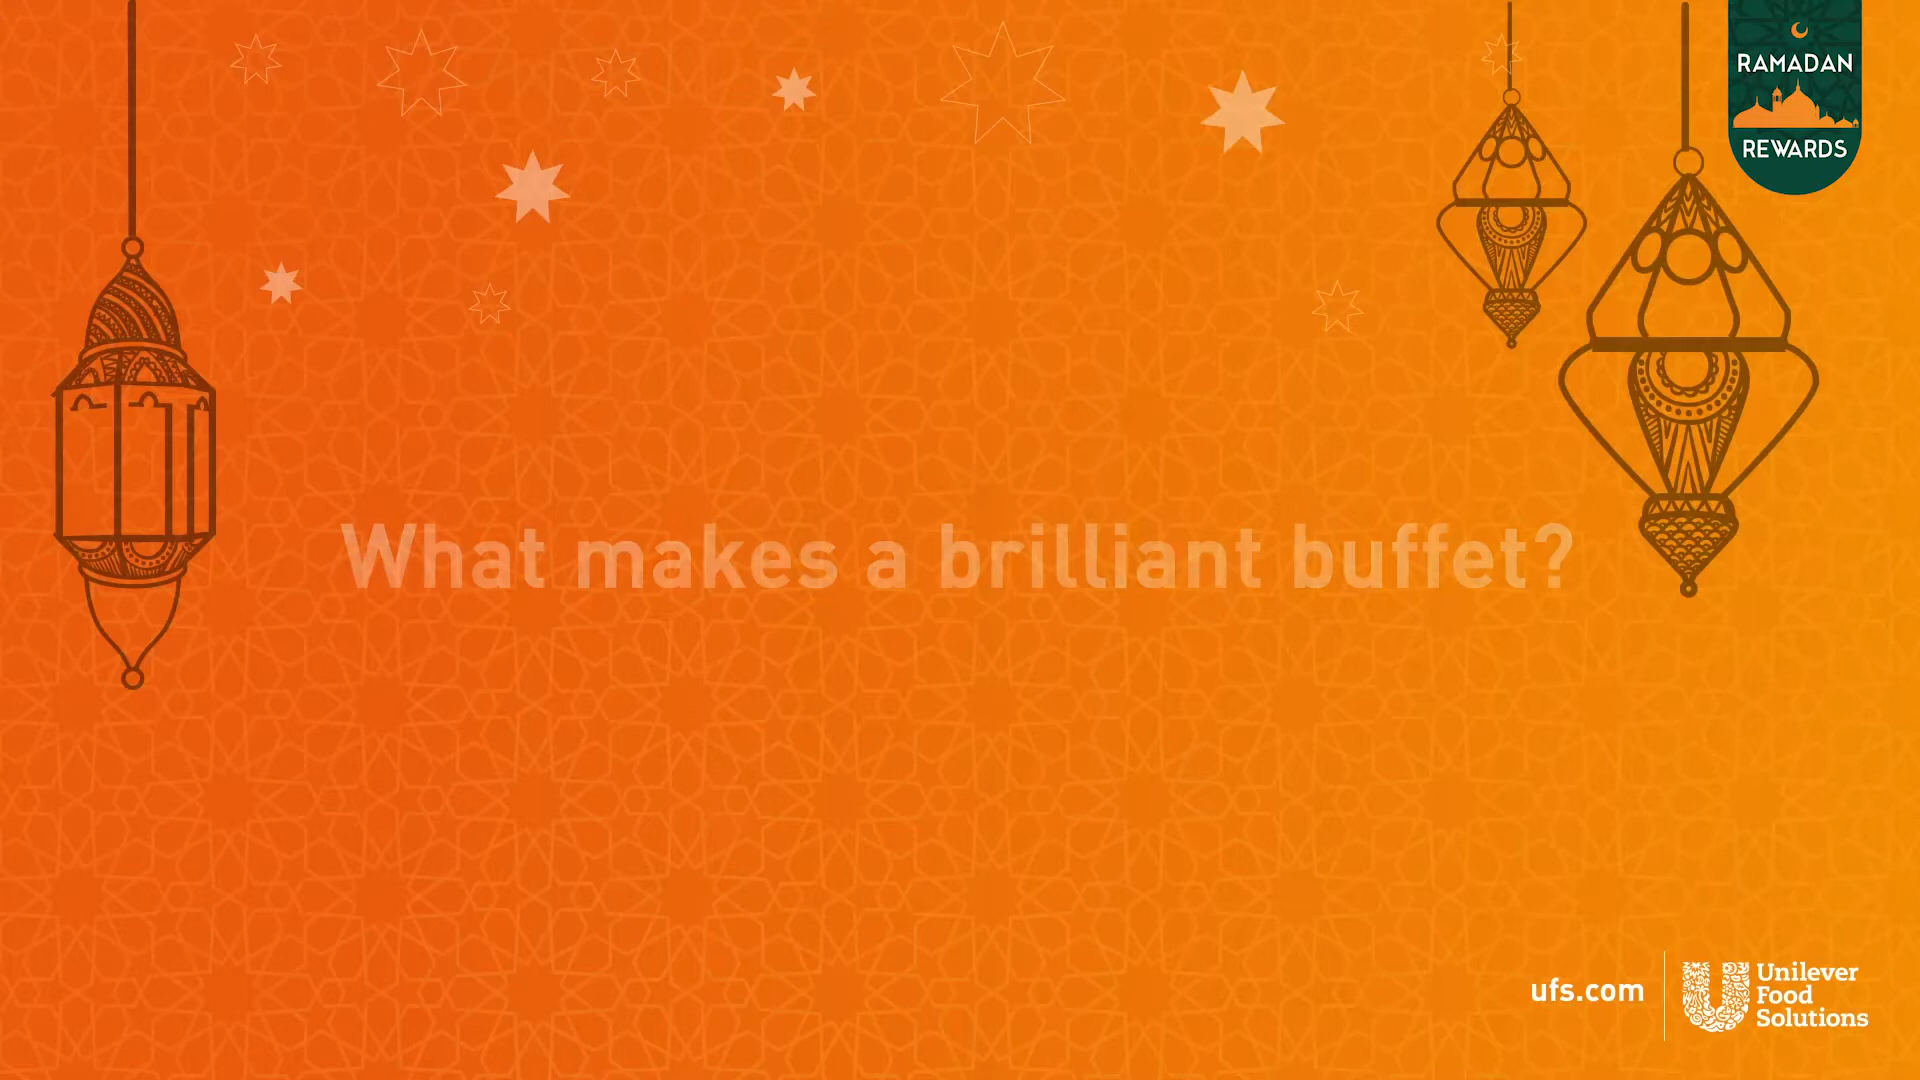 RAMADAN
REWARDS
What makes a brilliant buffet?
ufs.com
Unilever
Food
Solutions